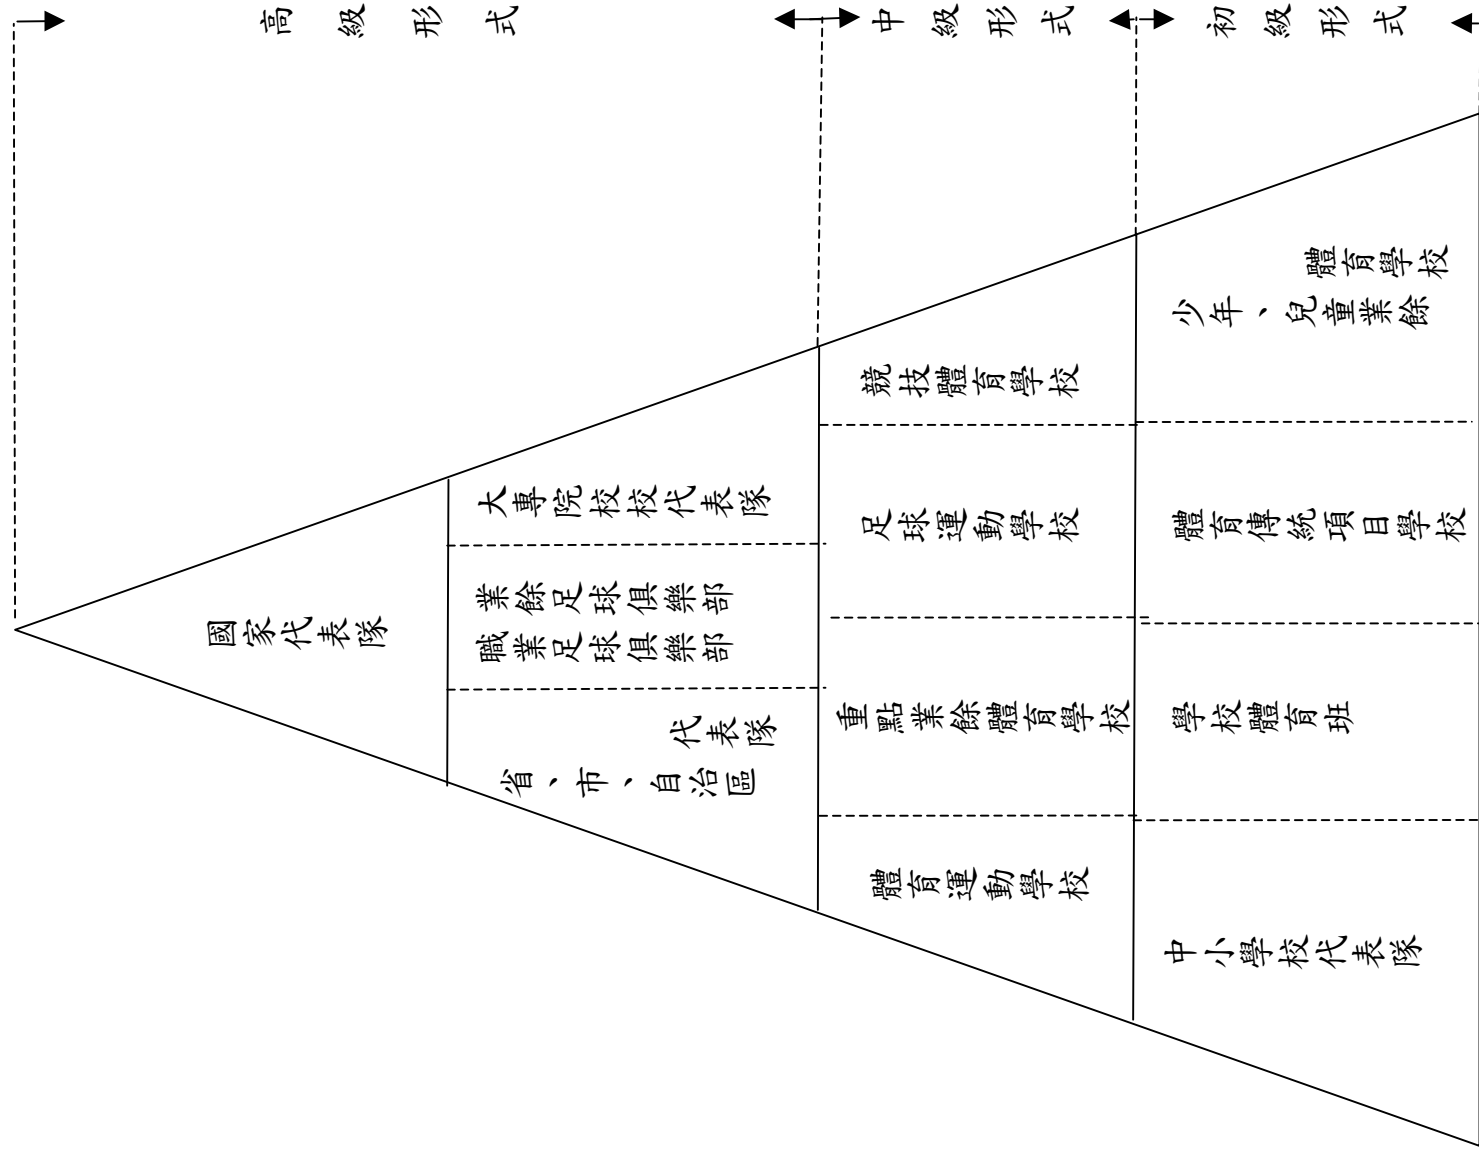 高級形式
中級形式
初級形式
國家代表隊
大專院校校代表隊
業餘足球俱樂部
職業足球俱樂部
省、市、自治區
代表隊
競技體育學校
足球運動學校
重點業餘體育學校
體育運動學校
少年、兒童業餘
體育學校
體育傳統項目學校
學校體育班
中小學校代表隊